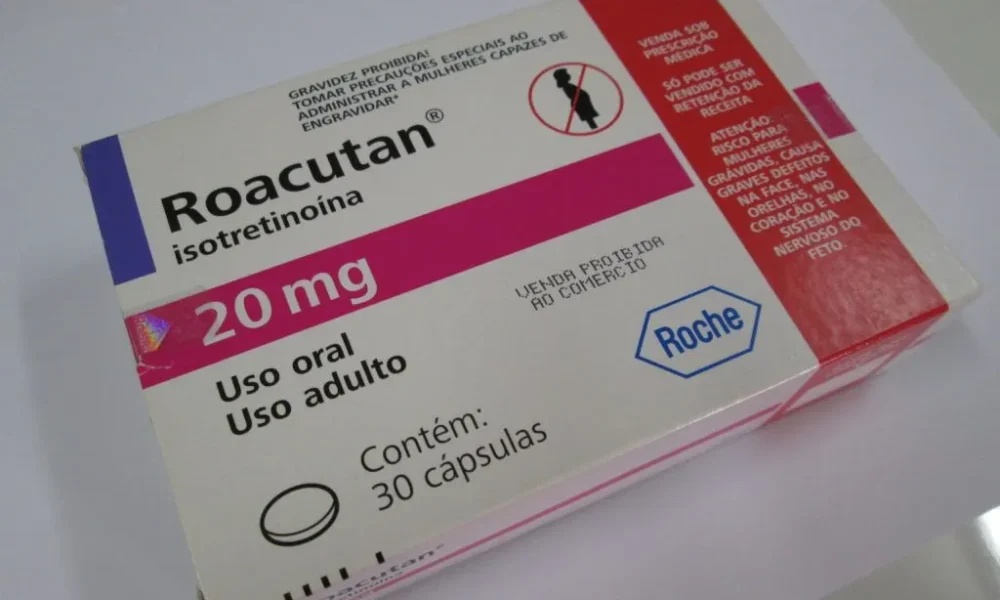 GRAVIDEZ PROIBIDA!
TOMAR PRECAUÇÕES ESPECIAIS AO
ADMINISTRAR A MULHERES CAPAZES DE
ENGRAVIDAR*
Roacutan®
isotretinoína
20 mg
Uso oral
Uso adulto
Contém:
30 cápsulas
VENDA PROIBIDA
AO COMERCIO
Roche
VENDA SOB
PRESCRIÇÃO
MÉDICA
SÓ PODE SER
VENDIDO COM
RETENÇÃO DA
RECEITA
ATENÇÃO:
RISCO PARA
MULHERES
GRÁVIDAS, CAUSA
GRAVES DEFEITOS
NA FACE, NAS
ORELHAS, NO
CORAÇÃO E NO
SISTEMA
NERVOSO DO
FETO.